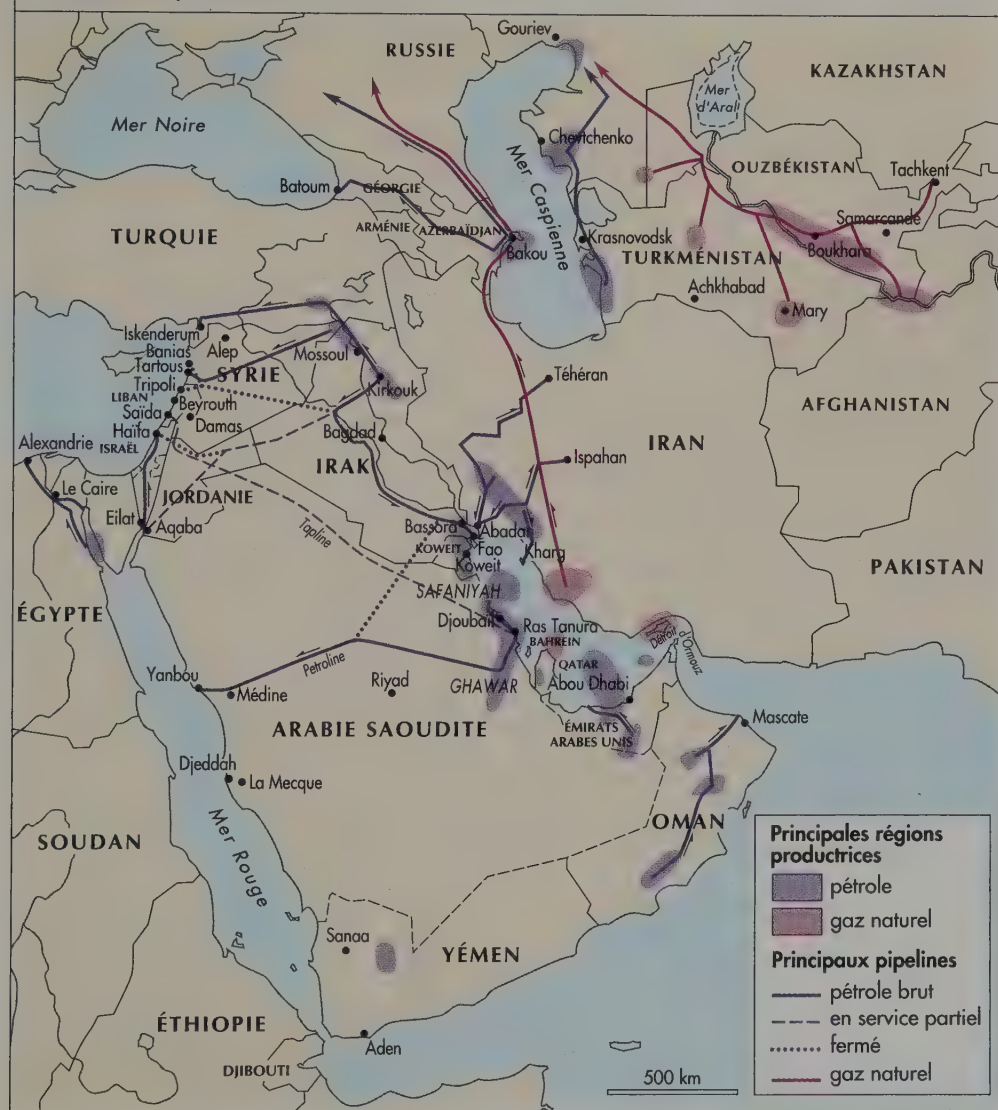 Gouriev
RUSSIE
KAZAKHSTAN
Mer
d'Aral
Mer Noire
Chevtchenko
Mer Caspienne
OUZBÉKISTAN
Tachkent
Batoum
GÉORGIE
ARMÉNIE
AZERBAÏDJAN
Samarcande
TURQUIE
Bakou
Krasnovodsk
Boukhara
TURKMÉNISTAN
Achkhabad
Mary
Iskenderum
Alep
Mossoul
Banias
Tartous
SYRIE
Tripoli
Kirkouk
Téhéran
LIBAN
Beyrouth
AFGHANISTAN
Saïda
Damas
Haïfa
Bagdad
Alexandrie
ISRAËL
IRAK
Ispahan
IRAN
Le Caire
JORDANIE
Eilat
Aqaba
Tapline
Bassora
Abadan
KOWEIT
Fao
Koweit
Kharg
PAKISTAN
SAFANIYAH
ÉGYPTE
Djoubaïl
Ras Tanura
BAHREIN
Détroit
d'Ormouz
Petroline
QATAR
Yanbou
Riyad
GHAWAR
Abou Dhabi
Médine
ARABIE SAOUDITE
ÉMIRATS
ARABES UNIS
Mascate
Djeddah
La Mecque
Mer Rouge
OMAN
SOUDAN
Sanaa
YÉMEN
ÉTHIOPIE
Aden
DJIBOUTI
500 km
Principales régions
productrices
pétrole
gaz naturel
Principaux pipelines
pétrole brut
en service partiel
fermé
gaz naturel